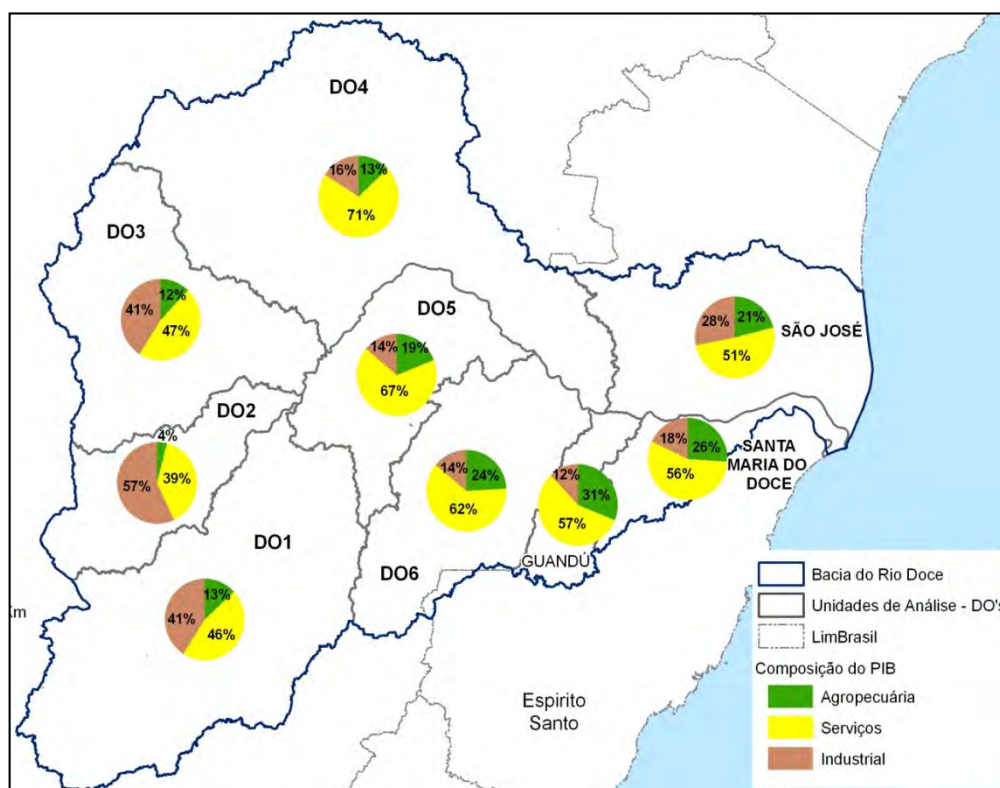 DO4
16% 13%
71%
DO3
12%
41%
47%
DO5
14% 19%
67%
28% 21%
51%
SÃO JOSÉ
DO2
4%
39%
57%
18% 26%
56%
SANTA
MARIA DO
DOCE
14% 24%
62%
12% 31%
57%
GUANDÚ
DO1
DO6
13%
41%
46%
Km
Espirito
Santo
Bacia do Rio Doce
Unidades de Análise - DO's
LimBrasil
Composição do PIB
Agropecuária
Serviços
Industrial